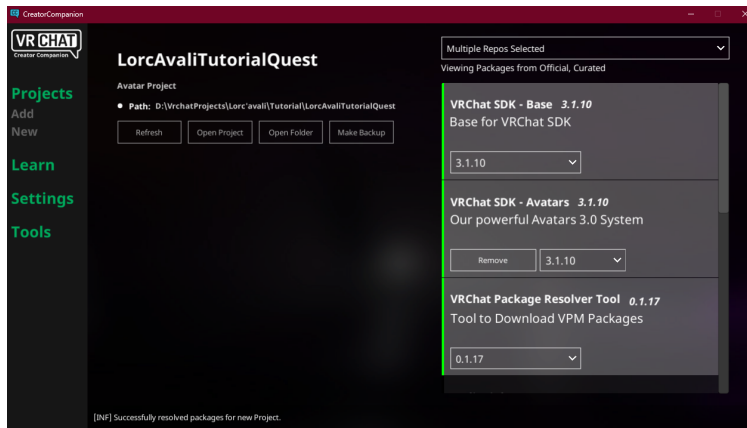 CreatorCompanion
VR CHAT
Creator Companion
Projects
Add
New
Learn
Settings
Tools
LorcAvaliTutorialQuest
Avatar Project
Path: D:\VrchatProjects\Lorc'avali\Tutorial\LorcAvaliTutorialQuest
Refresh
Open Project
Open Folder
Make Backup
Multiple Repos Selected
Viewing Packages from Official, Curated
VRChat SDK - Base 3.1.10
Base for VRChat SDK
3.1.10
VRChat SDK - Avatars 3.1.10
Our powerful Avatars 3.0 System
Remove
3.1.10
VRChat Package Resolver Tool 0.1.17
Tool to Download VPM Packages
0.1.17
[INF] Successfully resolved packages for new Project.